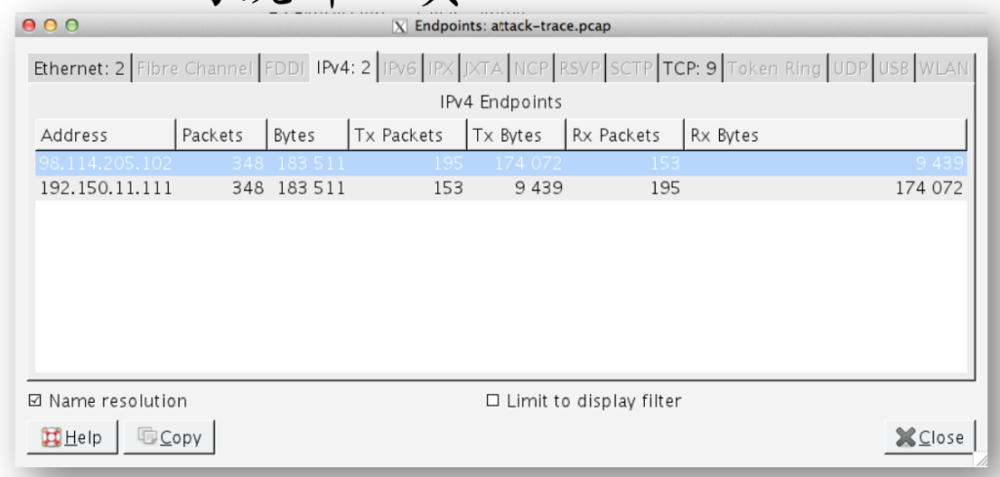 Endpoints: attack-trace.pcap
Ethernet: 2 Fibre Channel FDDI IPv4: 2 IPv6 IPX JXTA NCP RSVP SCTP TCP: 9 Token Ring UDP USB WLAN
IPv4 Endpoints
Address Packets Bytes Tx Packets Tx Bytes Rx Packets Rx Bytes
98.114.205.102 348 183 511 195 174 072 153 9 439
192.150.11.111 348 183 511 153 9 439 195 174 072
Name resolution Limit to display filter
Help Copy Close